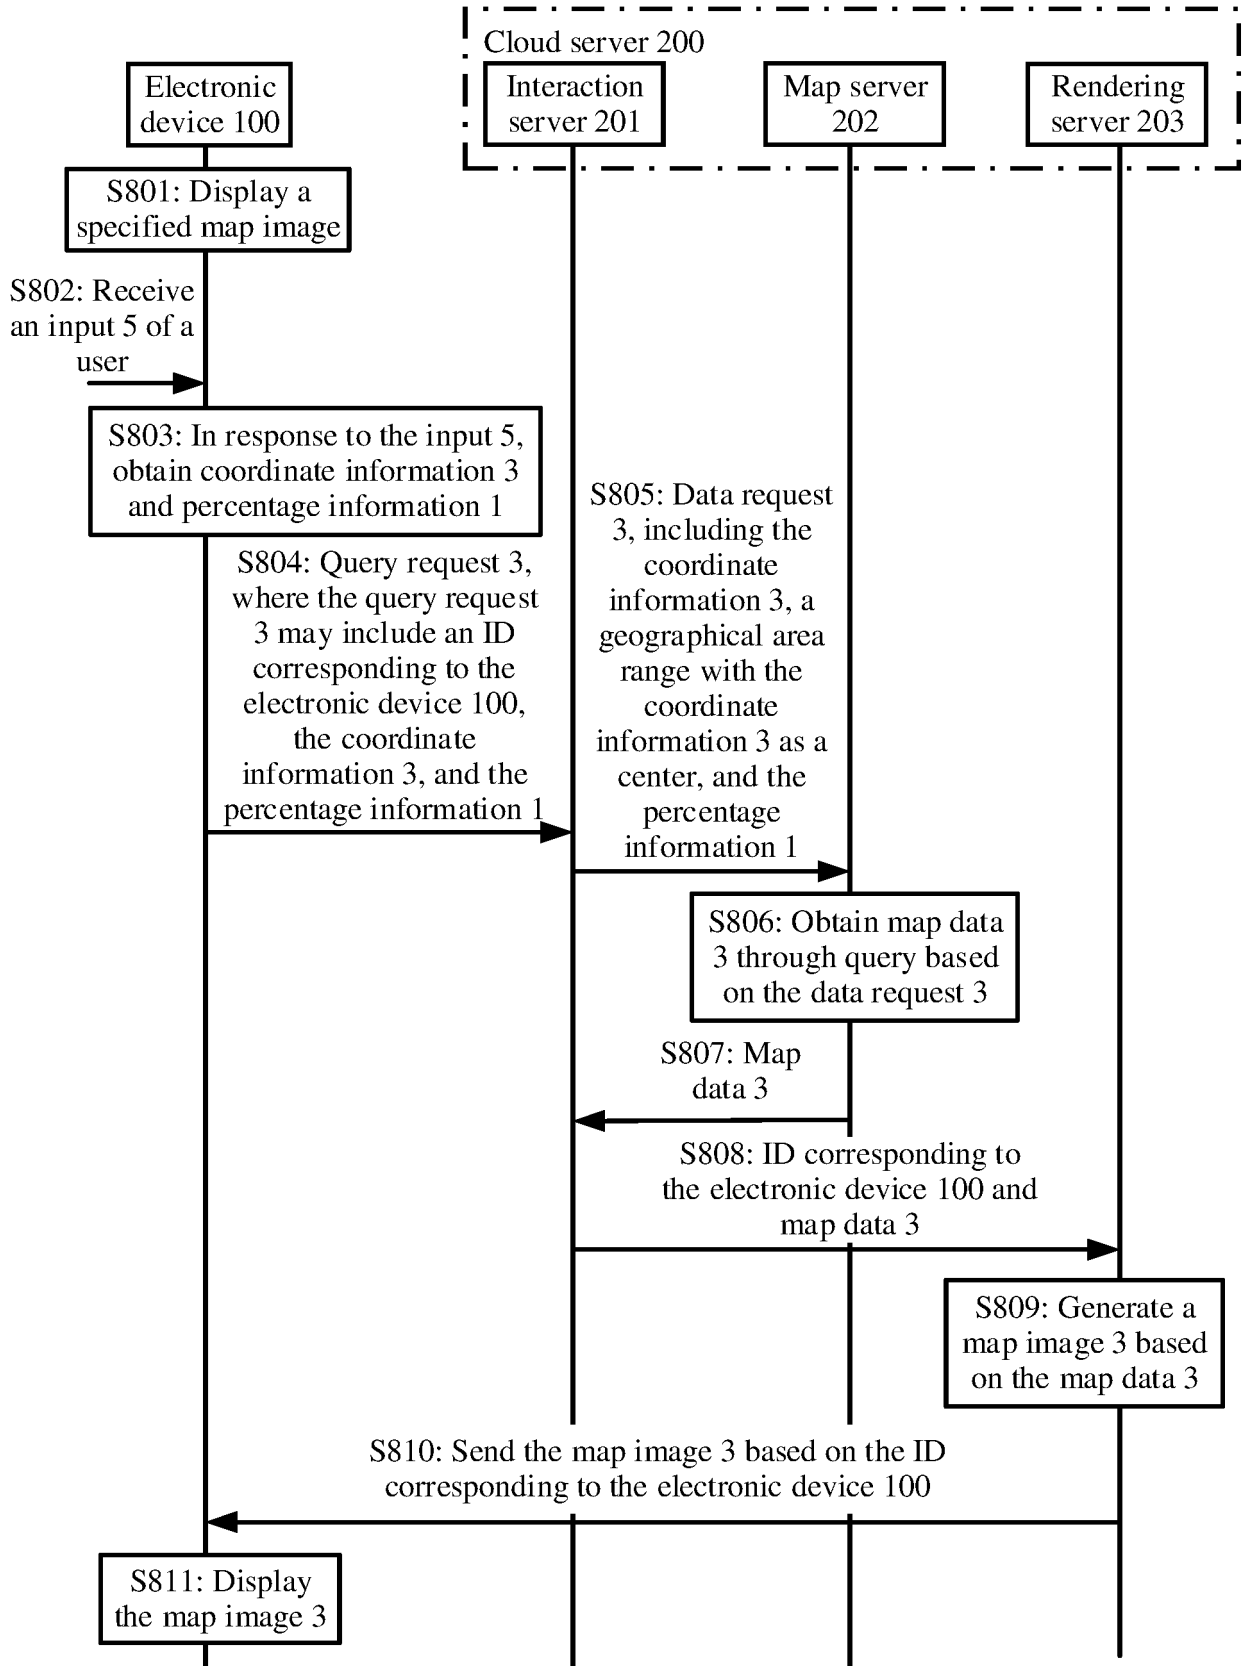 Cloud server 200
Electronic
device 100
Interaction
server 201
Map server
202
Rendering
server 203
S801: Display a
specified map image
S802: Receive
an input 5 of a
user
S803: In response to the input 5,
obtain coordinate information 3
and percentage information 1
S804: Query request 3,
where the query request
3 may include an ID
corresponding to the
electronic device 100,
the coordinate
information 3, and the
percentage information 1
S805: Data request
3, including the
coordinate
information 3, a
geographical area
range with the
coordinate
information 3 as a
center, and the
percentage
information 1
S806: Obtain map data
3 through query based
on the data request 3
S807: Map
data 3
S808: ID corresponding to
the electronic device 100 and
map data 3
S809: Generate a
map image 3 based
on the map data 3
S810: Send the map image 3 based on the ID
corresponding to the electronic device 100
S811: Display
the map image 3